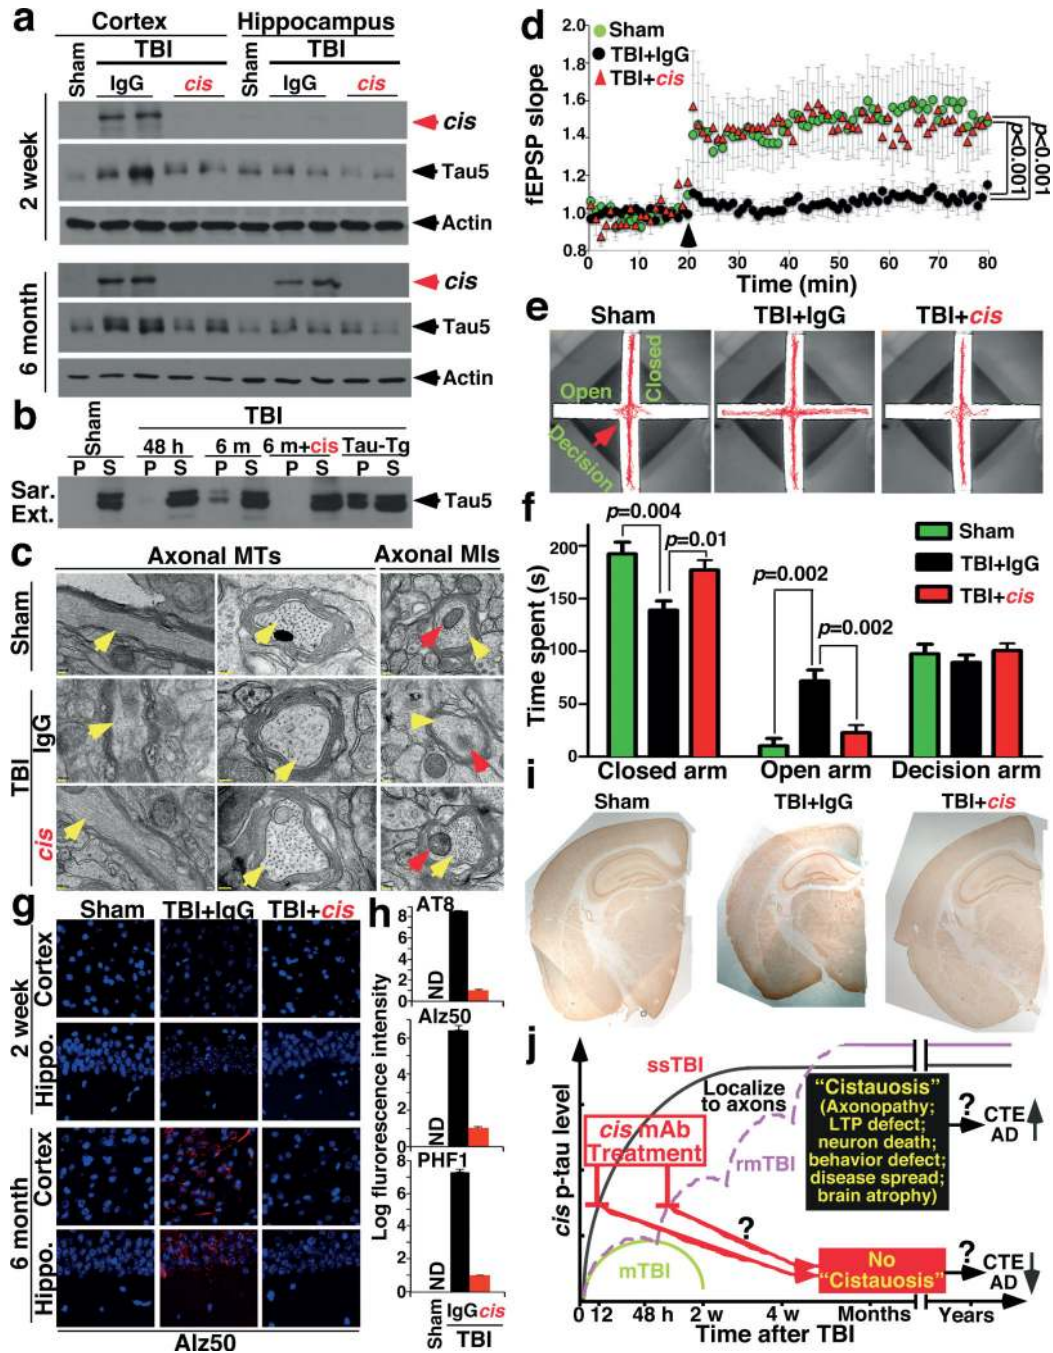 a
Cortex
Hippocampus
Sham
TBI
Sham
TBI
IgG
cis
IgG
cis
2 week
cis
Tau5
Actin
6 month
cis
Tau5
Actin
b
Sham
TBI
48 h
6 m
6 m+cis
Tau-Tg
P S P S P S P S P S
Sar.
Ext.
Tau5
c
Axonal MTs
Axonal MIs
Sham
TBI
IgG
cis
d
Sham
TBI+IgG
TBI+cis
fEPSP slope
2.0
1.8
1.6
1.4
1.2
1.0
0.8
p<0.001
p<0.001
0 10 20 30 40 50 60 70 80
Time (min)
e
Sham
TBI+IgG
TBI+cis
Open
Closed
Decision
f
p=0.004
p=0.01
p=0.002
p=0.002
Sham
TBI+IgG
TBI+cis
Time spent (s)
200
150
100
50
0
Closed arm
Open arm
Decision arm
g
Sham
TBI+IgG
TBI+cis
2 week
Cortex
Hippo.
6 month
Cortex
Hippo.
Alz50
h
Log flurorescence intensity
AT8
8
6
4
2
0
ND
Alz50
6
4
2
0
ND
PHF1
8
6
4
2
0
ND
Sham
IgG
cis
TBI
i
Sham
TBI+IgG
TBI+cis
j
cis p-tau level
ssTBI
Localize
to axons
cis mAb
Treatment
rmTBI
mTBI
“Cistauosis”
(Axonopathy;
LTP defect;
neuron death;
behavior defect;
disease spread;
brain atrophy)
?
CTE
AD
?
No
“Cistauosis”
?
CTE
AD
0 12 48 h 2 w 4 w Months Years
Time after TBI